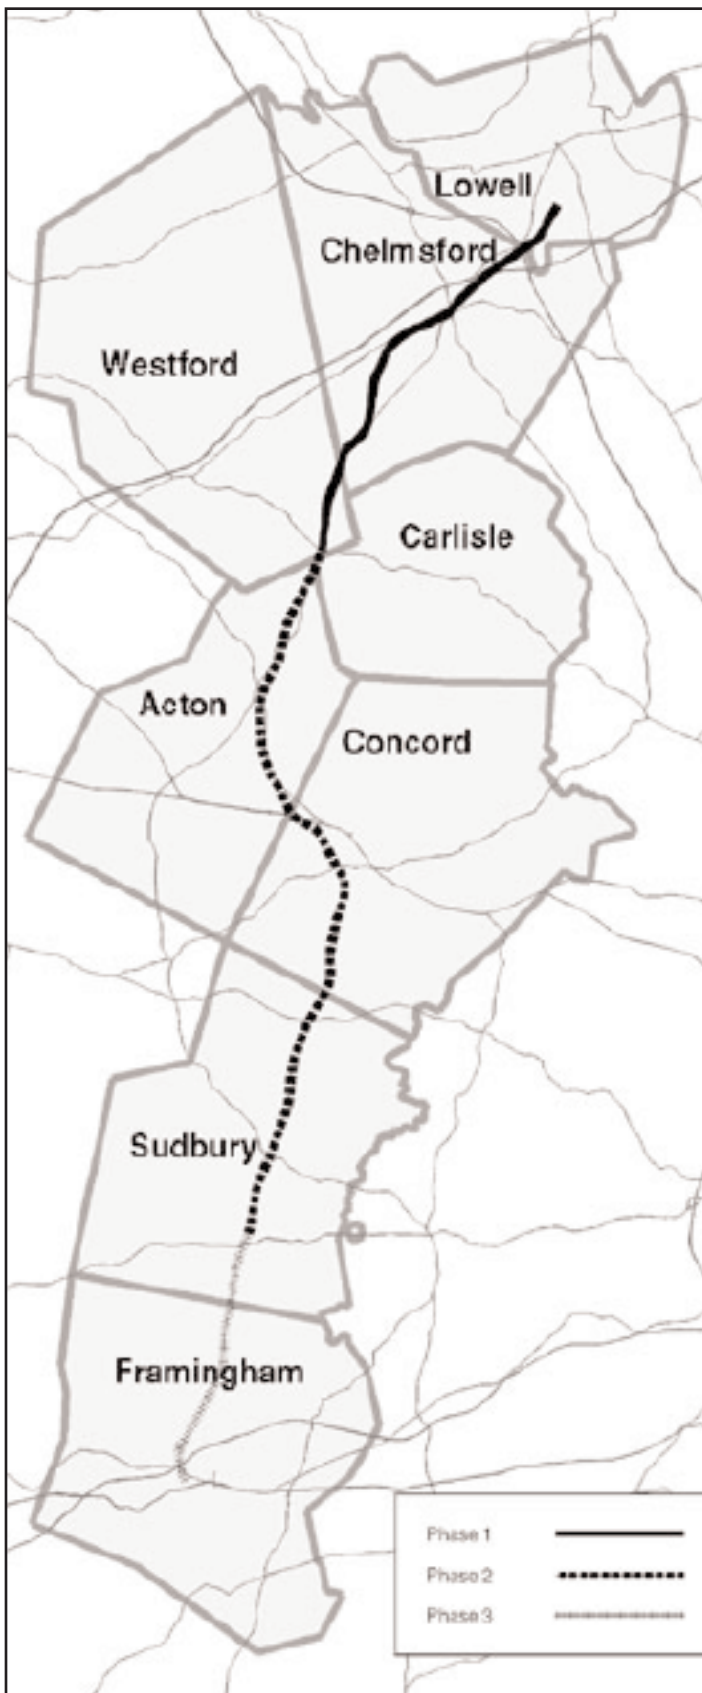 Lowell
Chelmsford
Westford
Carlisle
Acton
Concord
Sudbury
Framingham
Phase 1
Phase 2
Phase 3